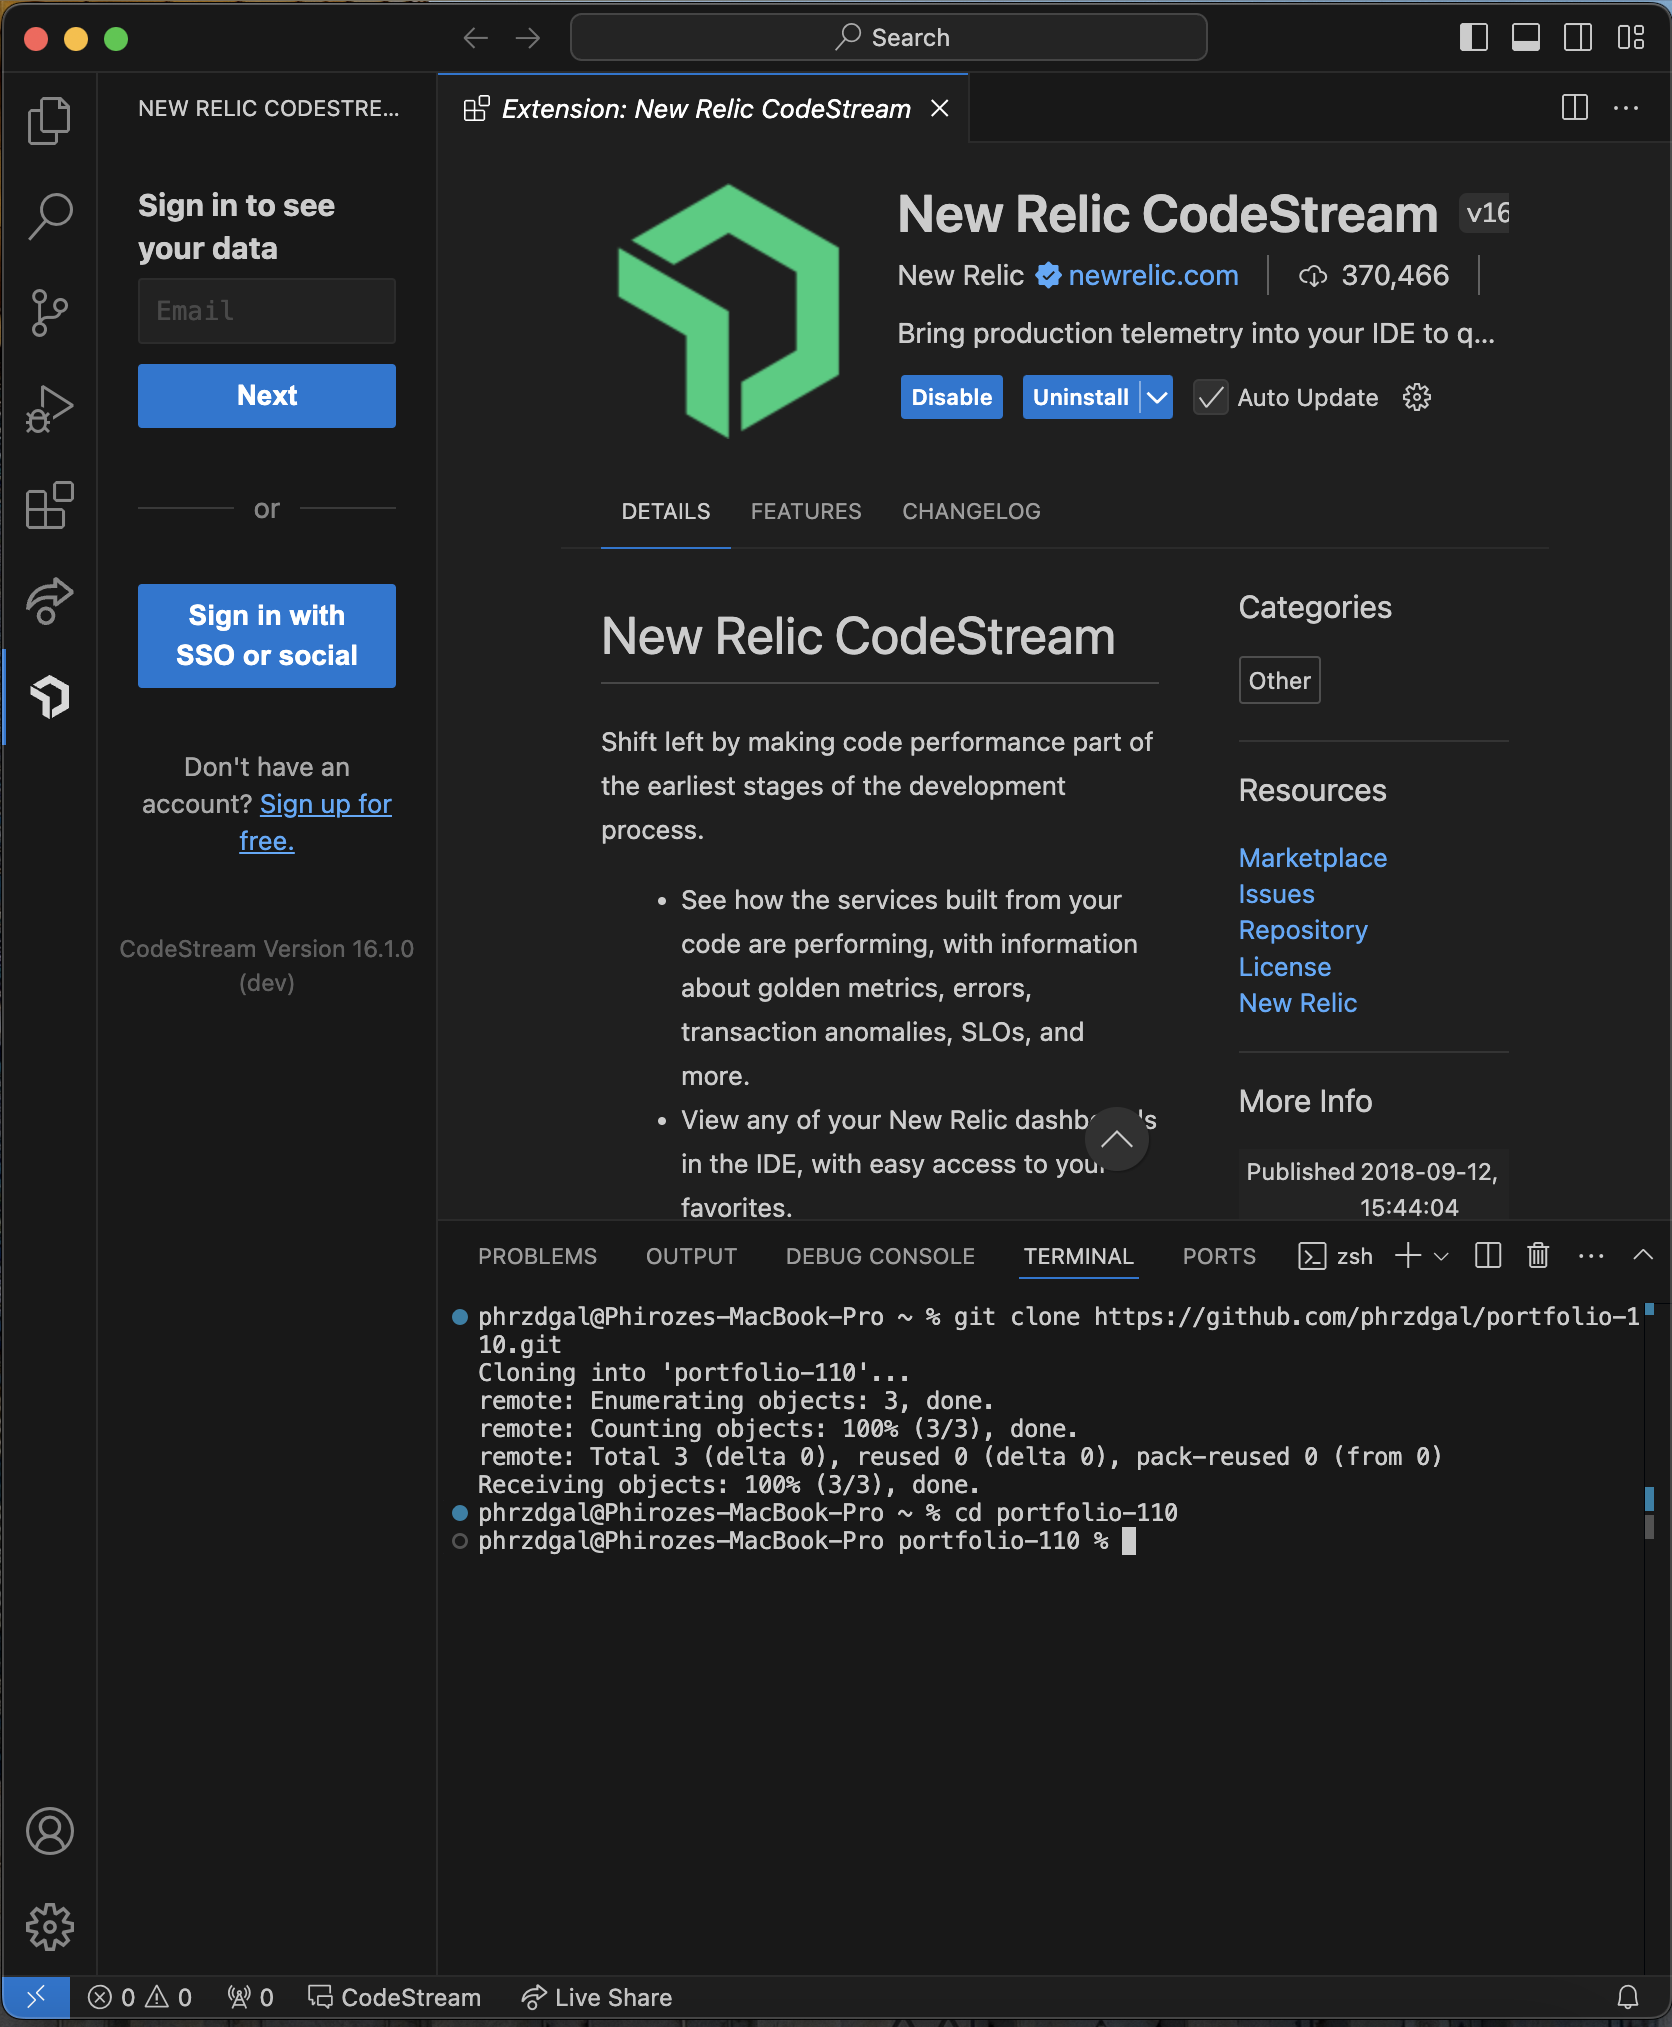 Search
NEW RELIC CODESTRE...
Extension: New Relic CodeStream
Sign in to see
your data
Email
Next
or
Sign in with
SSO or social
Don't have an
account? Sign up for
free.
CodeStream Version 16.1.0
(dev)
New Relic CodeStream v16
New Relic newrelic.com 370,466
Bring production telemetry into your IDE to q...
Disable Uninstall Auto Update
DETAILS FEATURES CHANGELOG
New Relic CodeStream
Shift left by making code performance part of
the earliest stages of the development
process.
• See how the services built from your
code are performing, with information
about golden metrics, errors,
transaction anomalies, SLOs, and
more.
• View any of your New Relic dashb 's
in the IDE, with easy access to your
favorites.
Categories
Other
Resources
Marketplace
Issues
Repository
License
New Relic
More Info
Published 2018-09-12,
15:44:04
PROBLEMS OUTPUT DEBUG CONSOLE TERMINAL PORTS zsh
phrzdgal@Phirozes-MacBook-Pro ~ % git clone https://github.com/phrzdgal/portfolio-1
10.git
Cloning into 'portfolio-110'...
remote: Enumerating objects: 3, done.
remote: Counting objects: 100% (3/3), done.
remote: Total 3 (delta 0), reused 0 (delta 0), pack-reused 0 (from 0)
Receiving objects: 100% (3/3), done.
phrzdgal@Phirozes-MacBook-Pro ~ % cd portfolio-110
phrzdgal@Phirozes-MacBook-Pro portfolio-110 %
0 0 0 CodeStream Live Share